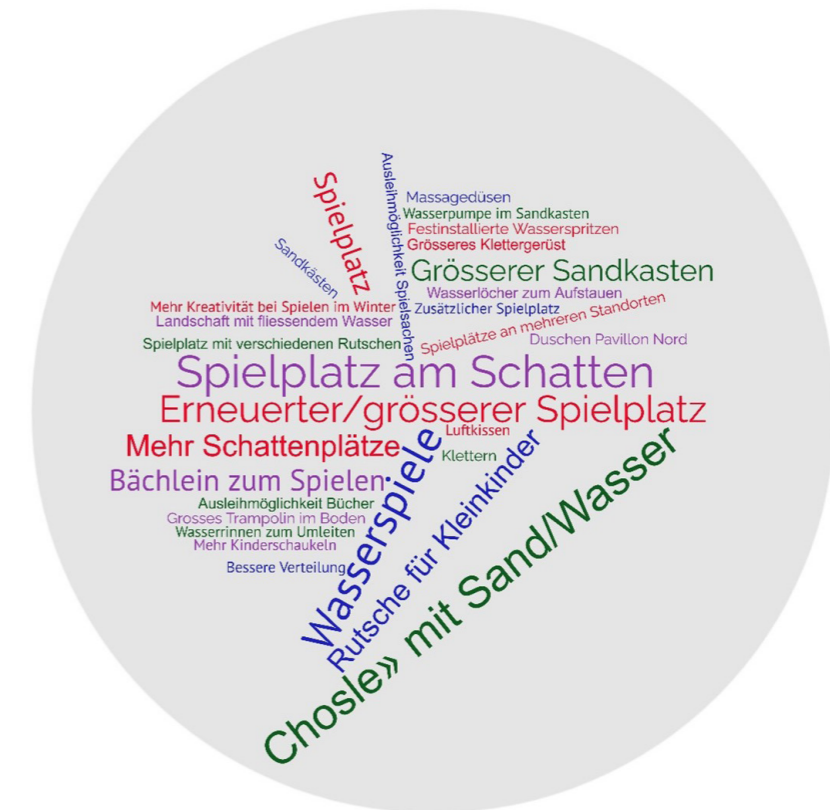 Spielplatz
Ausleihmöglichkeit Spielsachen
Massagedüsen
Wasserpumpe im Sandkasten
Festinstallierte Wasserspritzen
Grösseres Klettergerüst
Sandkästen
Grösserer Sandkasten
Wasserlöcher zum Aufstauen
Mehr Kreativität bei Spielen im Winter
Zusätzlicher Spielplatz
Landschaft mit fliessendem Wasser
Spielplätze an mehreren Standorten
Duschen Pavillon Nord
Spielplatz mit verschiedenen Rutschen
Spielplatz am Schatten
Erneuerter/grösserer Spielplatz
Luftkissen
Mehr Schattenplätze
Klettern
Bächlein zum Spielen
Ausleihmöglichkeit Bücher
Grosses Trampolin im Boden
Wasserrinnen zum Umleiten
Mehr Kinderschaukeln
Bessere Verteilung
Wasserspiele
Rutsche für Kleinkinder
Chosle» mit Sand/Wasser